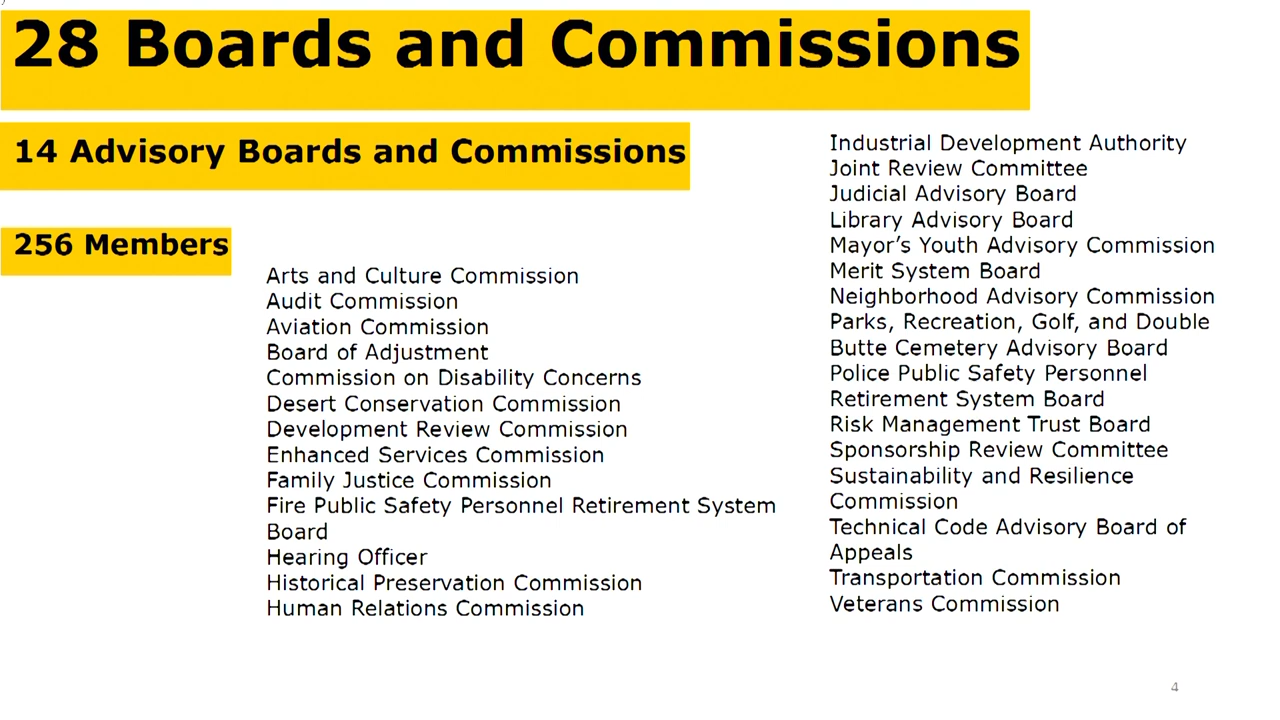 28 Boards and Commissions
14 Advisory Boards and Commissions
256 Members
Arts and Culture Commission
Audit Commission
Aviation Commission
Board of Adjustment
Commission on Disability Concerns
Desert Conservation Commission
Development Review Commission
Enhanced Services Commission
Family Justice Commission
Fire Public Safety Personnel Retirement System
Board
Hearing Officer
Historical Preservation Commission
Human Relations Commission
Industrial Development Authority
Joint Review Committee
Judicial Advisory Board
Library Advisory Board
Mayor’s Youth Advisory Commission
Merit System Board
Neighborhood Advisory Commission
Parks, Recreation, Golf, and Double
Butte Cemetery Advisory Board
Police Public Safety Personnel
Retirement System Board
Risk Management Trust Board
Sponsorship Review Committee
Sustainability and Resilience
Commission
Technical Code Advisory Board of
Appeals
Transportation Commission
Veterans Commission
4